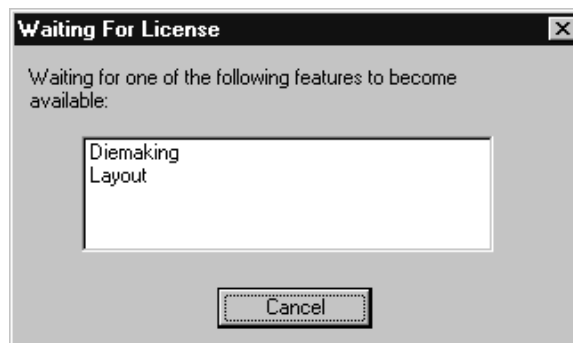 Waiting For License
Waiting for one of the following features to become
available:
Diemaking
Layout
Cancel